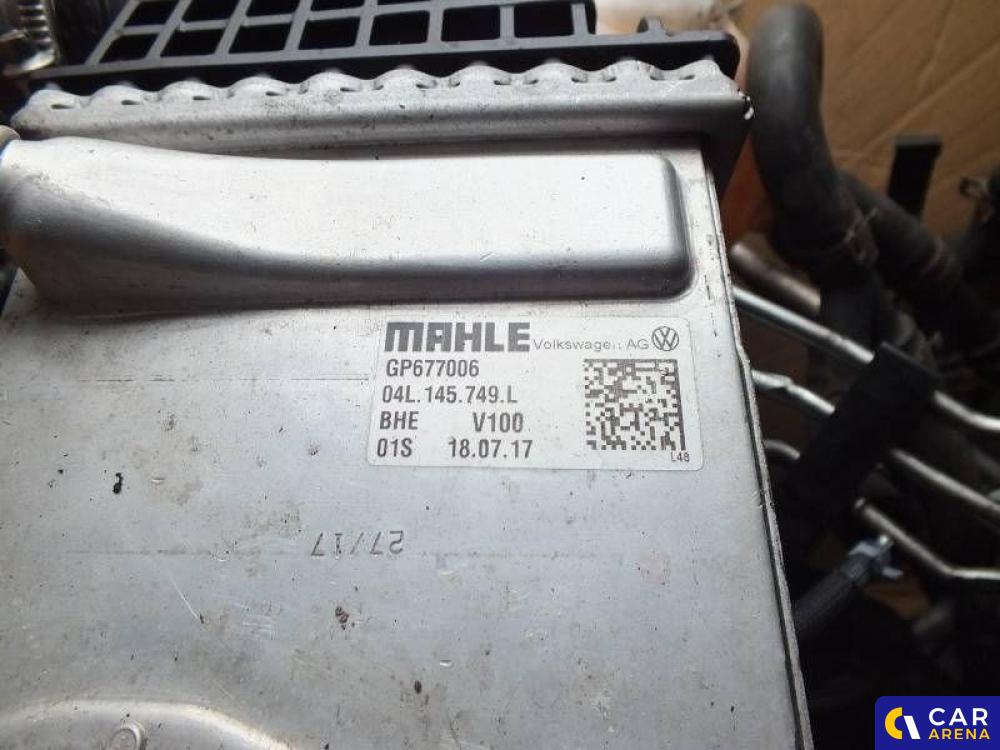 MAHLE Volkswagen AG
GP677006
04L.145.749.L
BHE V100
01S 18.07.17
L48
27/17
CAR
ARENA